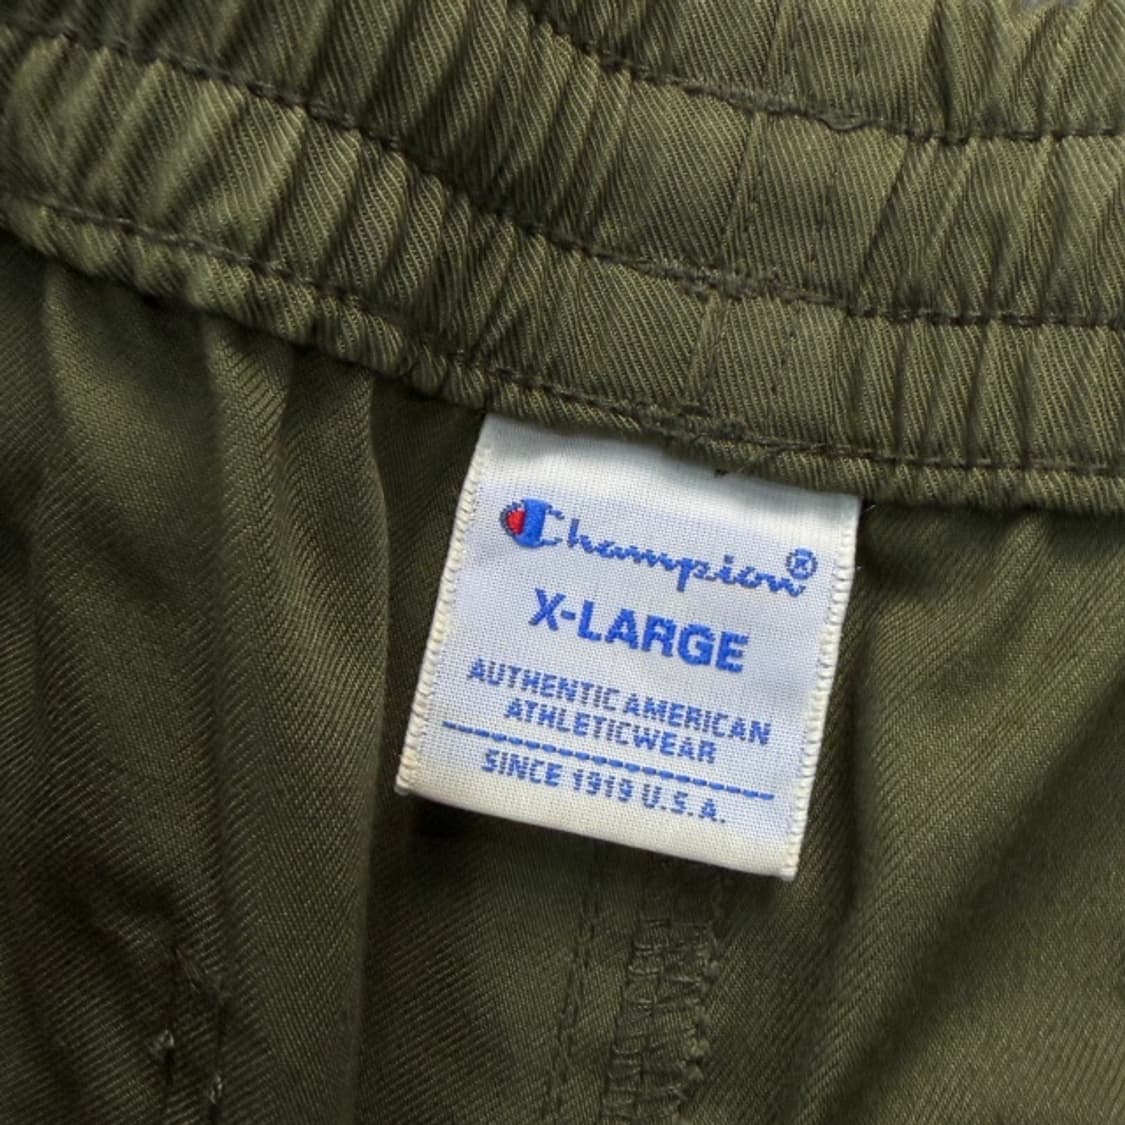 Champion®
X-LARGE
AUTHENTIC AMERICAN
ATHLETICWEAR
SINCE 1919 U.S.A.